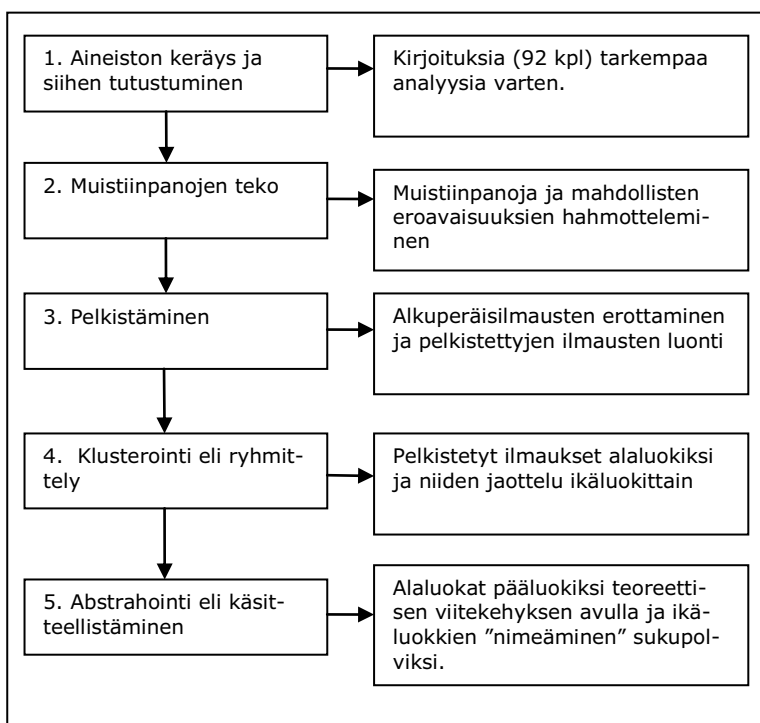 1. Aineiston keräys ja
siihen tutustuminen
Kirjoituksia (92 kpl) tarkempaa
analyysia varten.
2. Muistiinpanojen teko
Muistiinpanoja ja mahdollisten
eroavaisuuksien hahmottelemi-
nen
3. Pelkistäminen
Alkuperäisilmausten erottaminen
ja pelkistettyjen ilmausten luonti
4. Klusterointi eli ryhmit-
tely
Pelkistetyt ilmaukset alaluokiksi
ja niiden jaottelu ikäluokittain
5. Abstrahointi eli käsit-
teellistäminen
Alaluokat pääluokiksi teoreetti-
sen viitekehyksen avulla ja ikä-
luokkien ”nimeäminen” sukupol-
viksi.